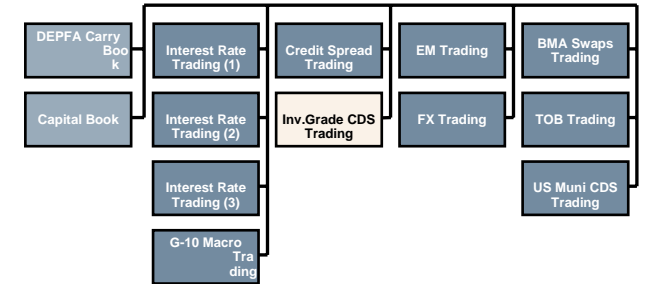 DEPFA Carry
Boo
k
Interest Rate
Trading (1)
Credit Spread
Trading
EM Trading
BMA Swaps
Trading
Capital Book
Interest Rate
Trading (2)
Inv.Grade CDS
Trading
FX Trading
TOB Trading
Interest Rate
Trading (3)
US Muni CDS
Trading
G-10 Macro
Tra
ding